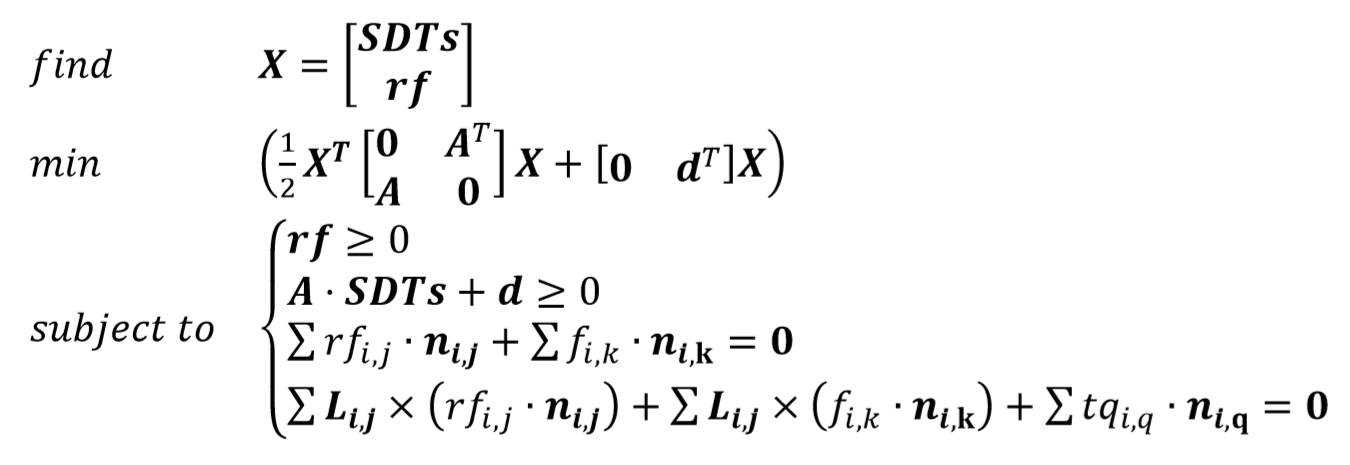 find X = [SDTs rf]
min (1/2 X^T [0 A^T A 0] X + [0 d^T]X)
subject to { rf ≥ 0
A · SDTs + d ≥ 0
∑ rf_{i,j} · n_{i,j} + ∑ f_{i,k} · n_{i,k} = 0
∑ L_{i,j} × (rf_{i,j} · n_{i,j}) + ∑ L_{i,j} × (f_{i,k} · n_{i,k}) + ∑ tq_{i,q} · n_{i,q} = 0